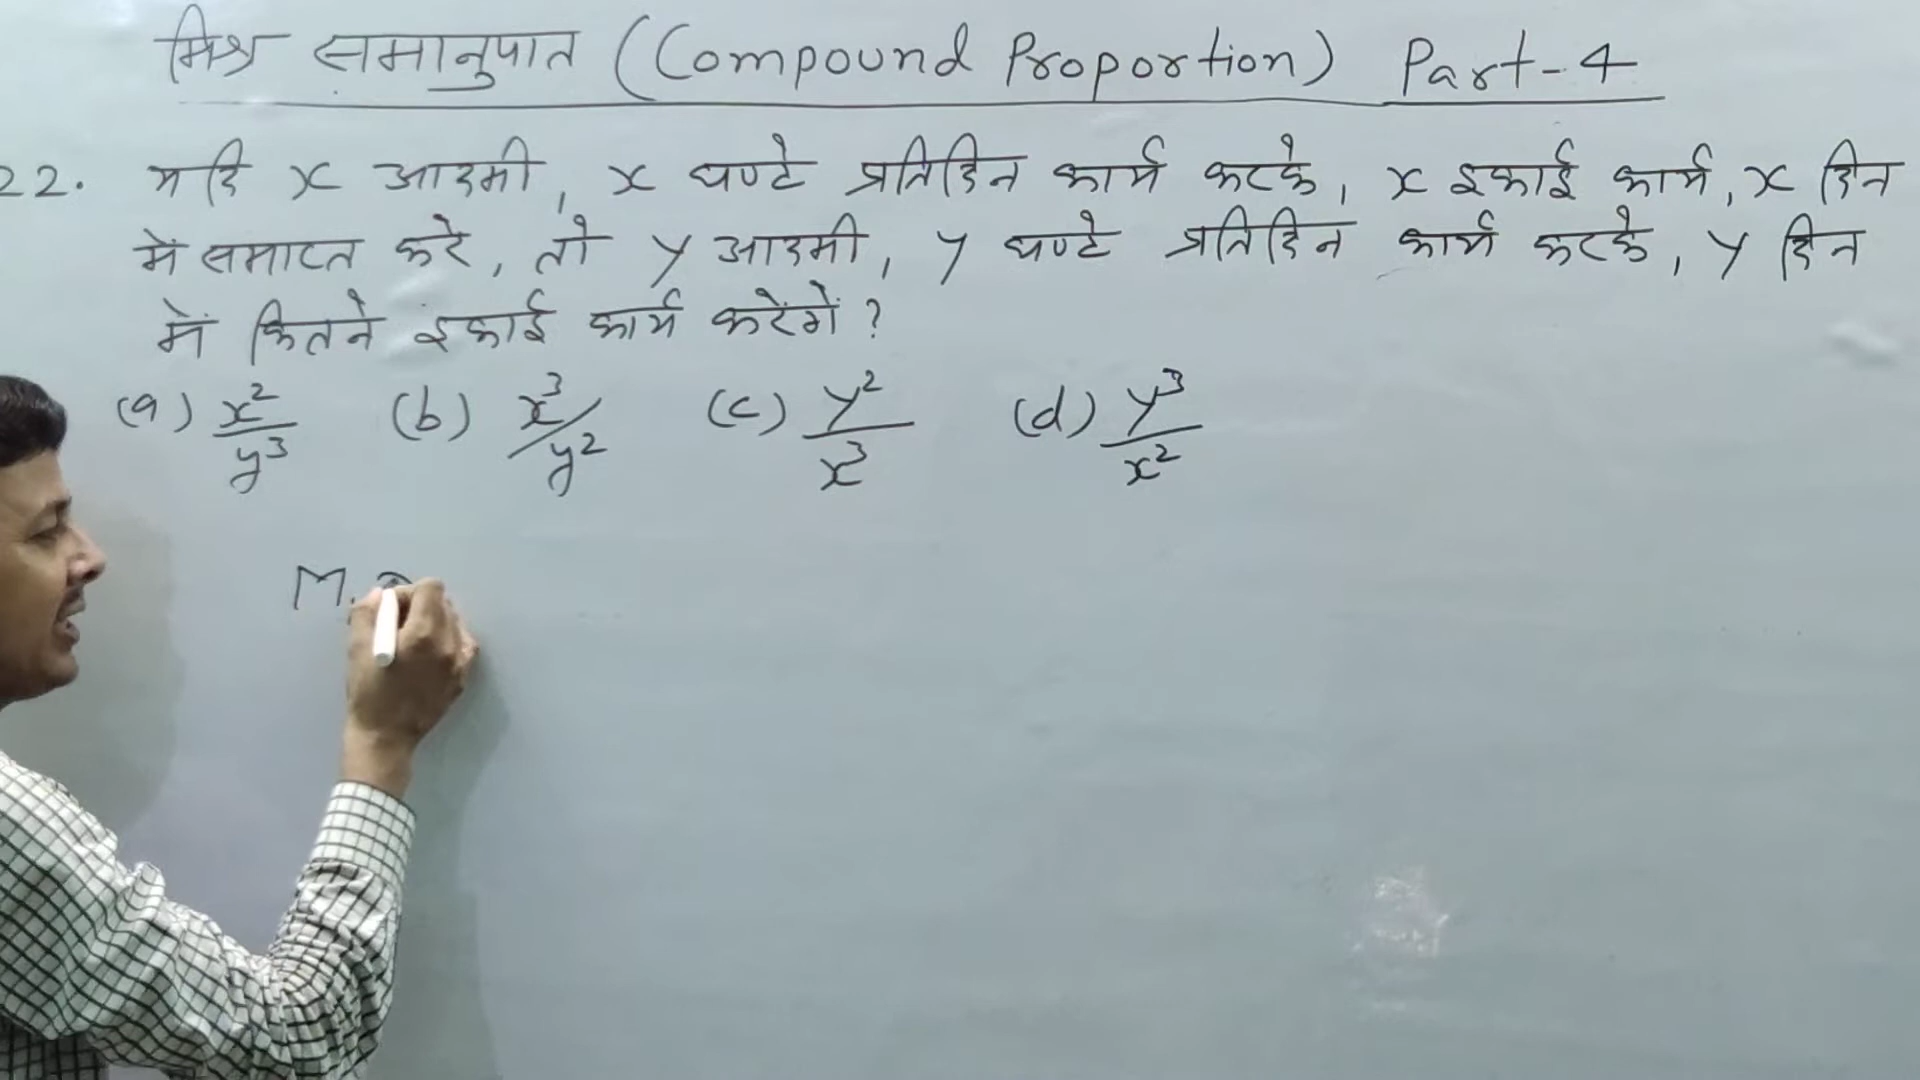 मिश्र समानुपात (Compound Proportion) Part-4
22. यदि x आदमी, x घण्टे प्रतिदिन कार्य करके, x इकाई कार्य, x दिन
में समाप्त करे, तो y आदमी, y घण्टे प्रतिदिन कार्य करके, y दिन
में कितने इकाई कार्य करेंगें?
(a) x²/y³ (b) x³/y² (c) y²/x³ (d) y³/x²
M₁